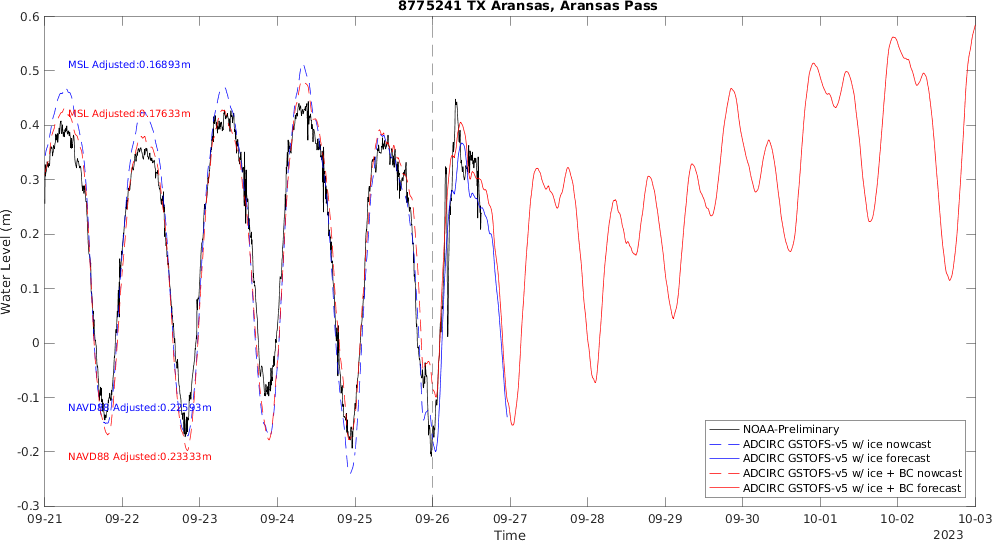 8775241 TX Aransas, Aransas Pass
0.6
0.5
0.4
0.3
0.2
0.1
0
-0.1
-0.2
-0.3
Water Level (m)
MSL Adjusted:0.16893m
MSL Adjusted:0.17633m
NAVD88 Adjusted:0.22593m
NAVD88 Adjusted:0.23333m
NOAA-Preliminary
ADCIRC GSTOFS-v5 w/ ice nowcast
ADCIRC GSTOFS-v5 w/ ice forecast
ADCIRC GSTOFS-v5 w/ ice + BC nowcast
ADCIRC GSTOFS-v5 w/ ice + BC forecast
09-21 09-22 09-23 09-24 09-25 09-26 09-27 09-28 09-29 09-30 10-01 10-02 10-03
Time
2023